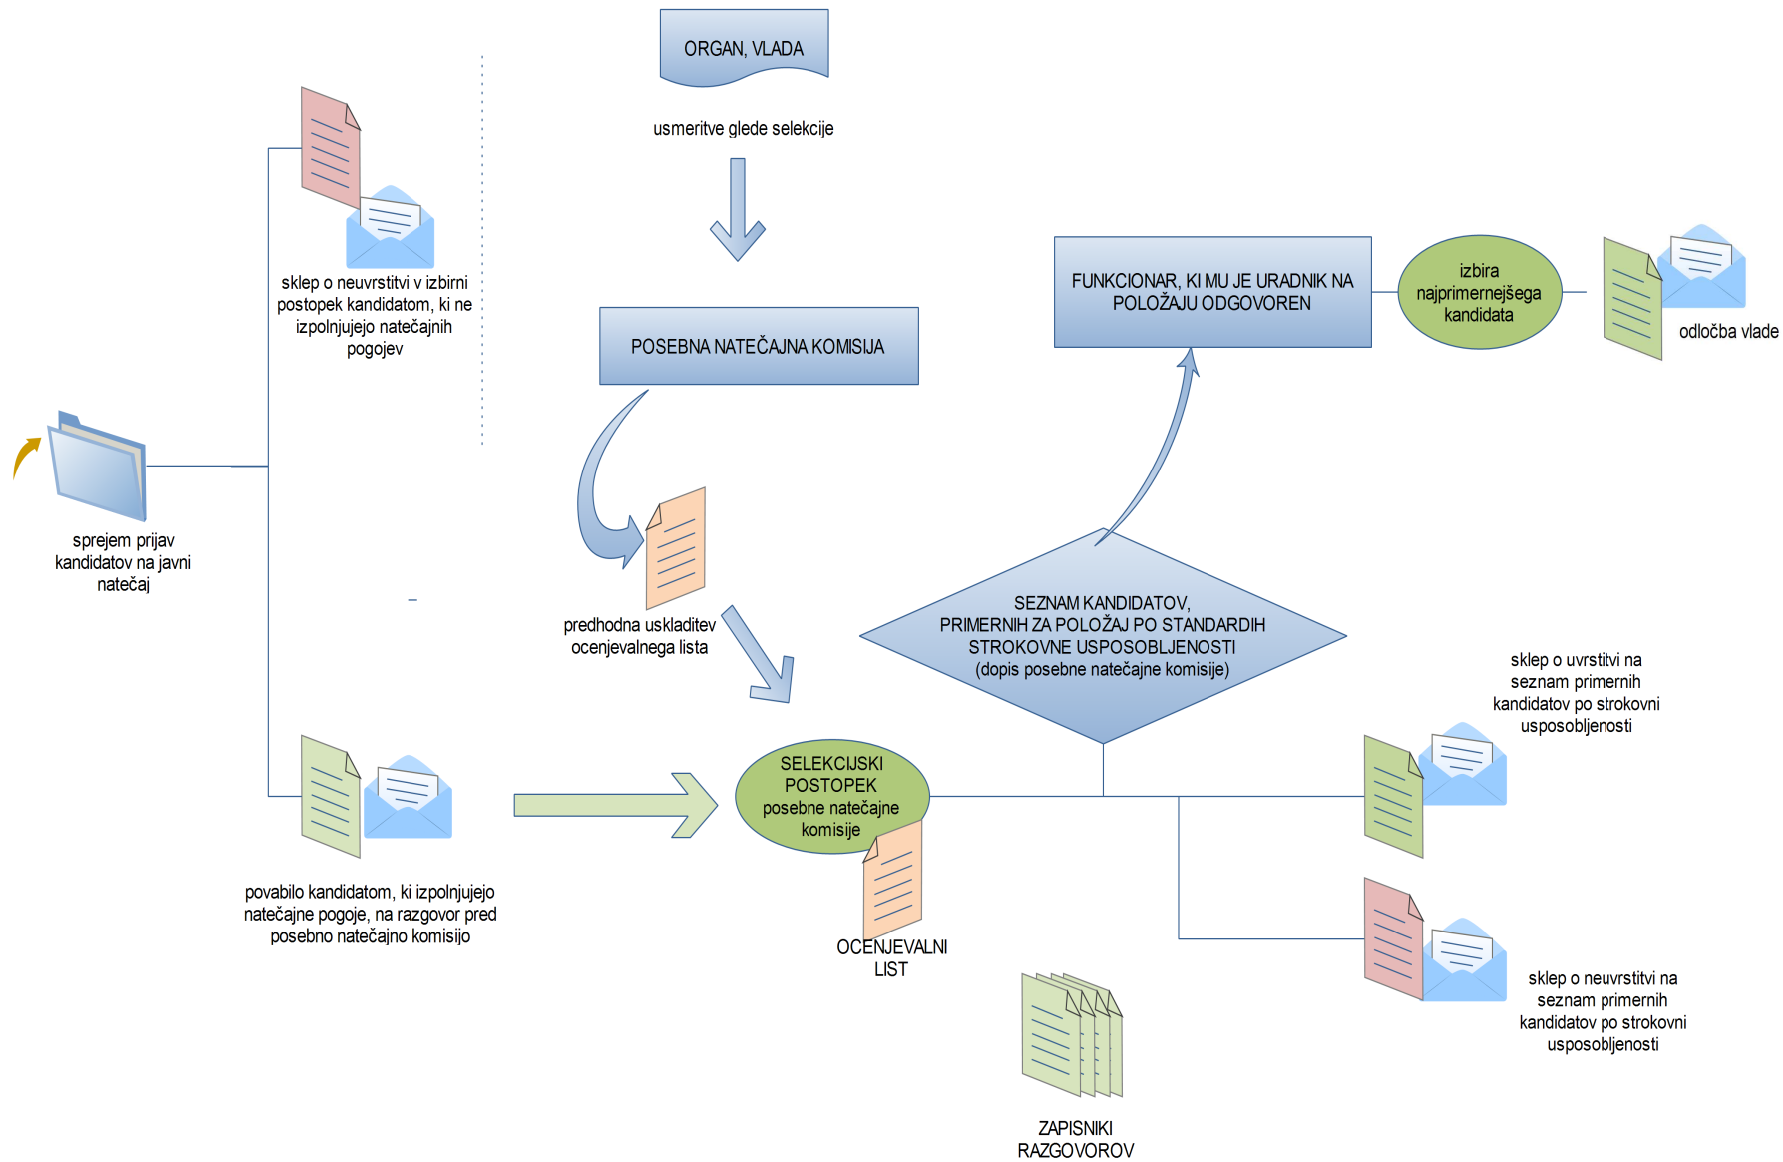 ORGAN, VLADA
usmeritve glede selekcije
sklep o neuvrstitvi v izbirni
postopek kandidatom, ki ne
izpolnjujejo natečajnih
pogojev
POSEBNA NATEČAJNA KOMISIJA
FUNKCIONAR, KI MU JE URADNIK NA
POLOŽAJU ODGOVOREN
izbira
najprimernejšega
kandidata
odločba vlade
sprejem prijav
kandidatov na javni
natečaj
predhodna uskladitev
ocenjevalnega lista
SEZNAM KANDIDATOV,
PRIMERNIH ZA POLOŽAJ PO STANDARDIH
STROKOVNE USPOSOBLJENOSTI
(dopis posebne natečajne komisije)
sklep o uvrstitvi na
seznam primernih
kandidatov po strokovni
usposobljenosti
SELEKCIJSKI
POSTOPEK
posebne natečajne
komisije
povabilo kandidatom, ki izpolnjujejo
natečajne pogoje, na razgovor pred
posebno natečajno komisijo
OCENJEVALNI
LIST
sklep o neuvrstitvi na
seznam primernih
kandidatov po strokovni
usposobljenosti
ZAPISNIKI
RAZGOVOROV